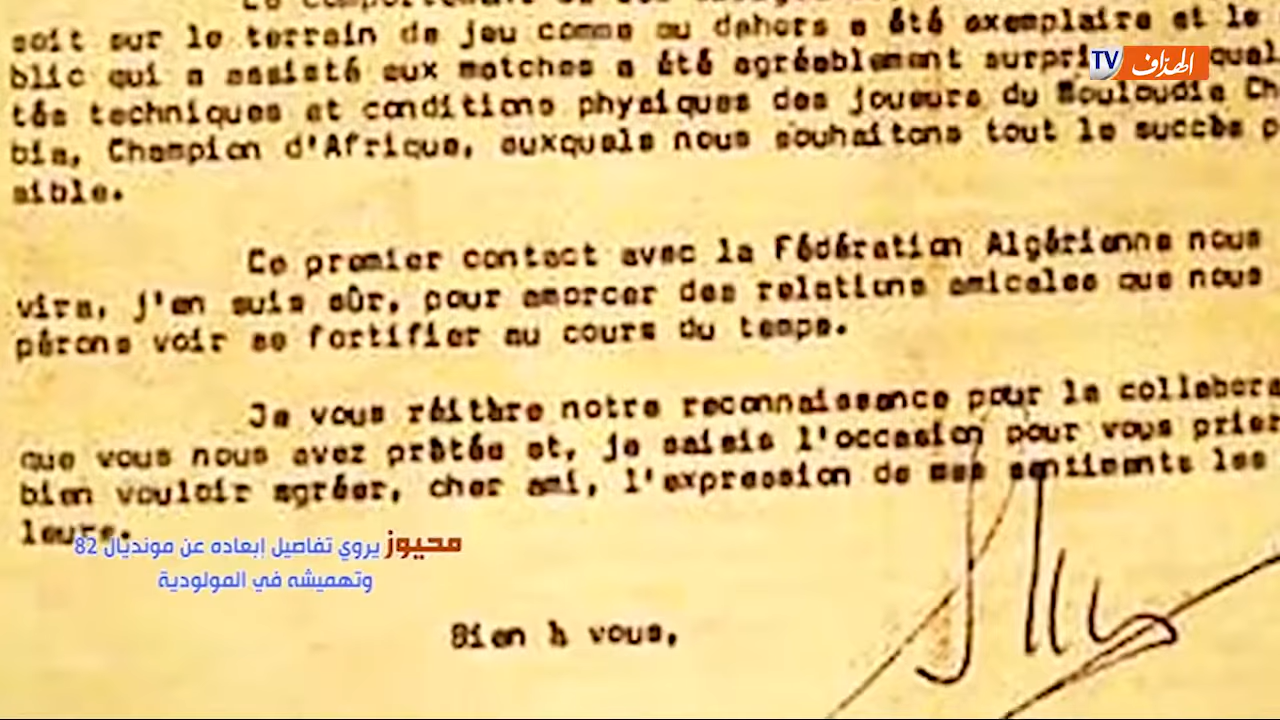 soit sur le terrain de jeu comme au dehors a été exemplaire et le
blic qui a assisté aux matches a été agréablement surpri qual
tés techniques et conditions physiques des joueurs du Mouloudia Ch
bia, Champion d'Afrique, auxquels nous souhaitons tout le succès p
sible.
Ce premier contact avec la Fédération Algérienne nous
vira, j'en suis sûr, pour amorcer des relations amicales que nous
pérons voir se fortifier au cours du temps.
Je vous réitère notre reconnaissance pour la collabora
que vous nous avez prêtée et, je saisis l'occasion pour vous prier
bien vouloir agréer, cher ami, l'expression de mes sentiments les
leurs.
Bien à vous,
الهدّاف TV
محيوز يروي تفاصيل إبعاده عن مونديال 82
وتهميشه في المولودية